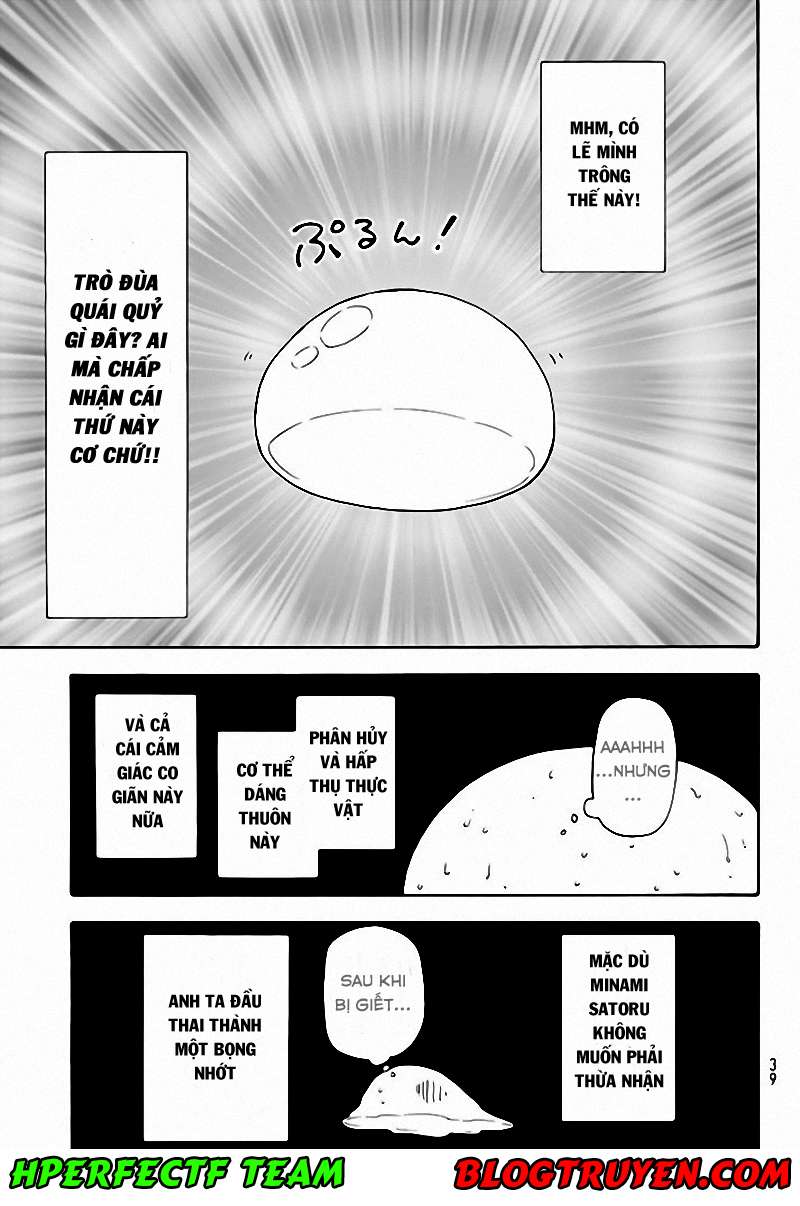 MHM, CÓ
LẼ MÌNH
TRÔNG
THẾ NÀY!
ぷるん!
TRÒ ĐÙA
QUÁI QUỶ
GÌ ĐÂY? AI
MÀ CHẤP
NHẬN CÁI
THỨ NÀY
CƠ CHỨ!!
AAAHHH
...NHƯNG
...
PHÂN HỦY
VÀ HẤP
THỤ THỰC
VẬT
CƠ THỂ
DÁNG
THUÔN
NÀY
VÀ CẢ
CÁI CẢM
GIÁC CO
GIÃN NÀY
NỮA
MẶC DÙ
MINAMI
SATORU
KHÔNG
MUỐN PHẢI
THỪA NHẬN
SAU KHI
BỊ GIẾT...
ANH TA ĐẦU
THAI THÀNH
MỘT BỌNG
NHỚT
39
HPERFECTF TEAM
BLOGTRUYEN.COM